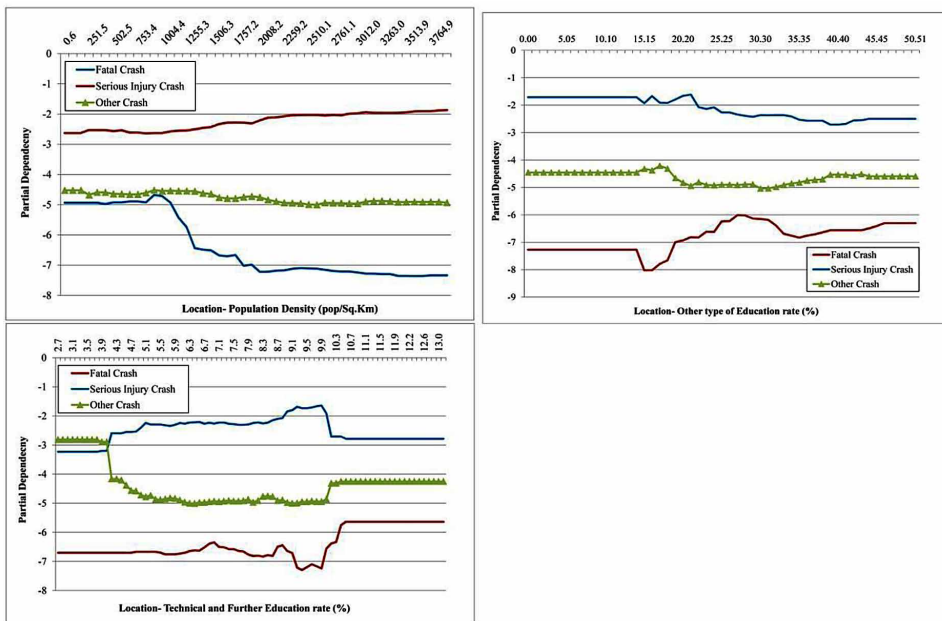 0.6 251.5 502.5 753.4 1004.4 1255.3 1506.3 1757.2 2008.2 2259.2 2510.1 2761.1 3012.0 3263.0 3513.9 3764.9
0
-1
-2
-3
-4
-5
-6
-7
-8
Fatal Crash
Serious Injury Crash
Other Crash
Partial Dependecny
Location- Population Density (pop/Sq.Km)
0.00 5.05 10.10 15.15 20.20 25.25 30.30 35.35 40.40 45.45 50.51
0
-1
-2
-3
-4
-5
-6
-7
-8
-9
Partial Dependecny
Fatal Crash
Serious Injury Crash
Other Crash
Location- Other type of Education rate (%)
2.7 3.1 3.5 3.9 4.3 4.7 5.1 5.5 5.9 6.3 6.7 7.1 7.5 7.9 8.3 8.7 9.1 9.5 9.9 10.3 10.7 11.1 11.5 11.9 12.2 12.6 13.0
0
-1
-2
-3
-4
-5
-6
-7
-8
Fatal Crash
Serious Injury Crash
Other Crash
Partial Dependecny
Location- Technical and Further Education rate (%)